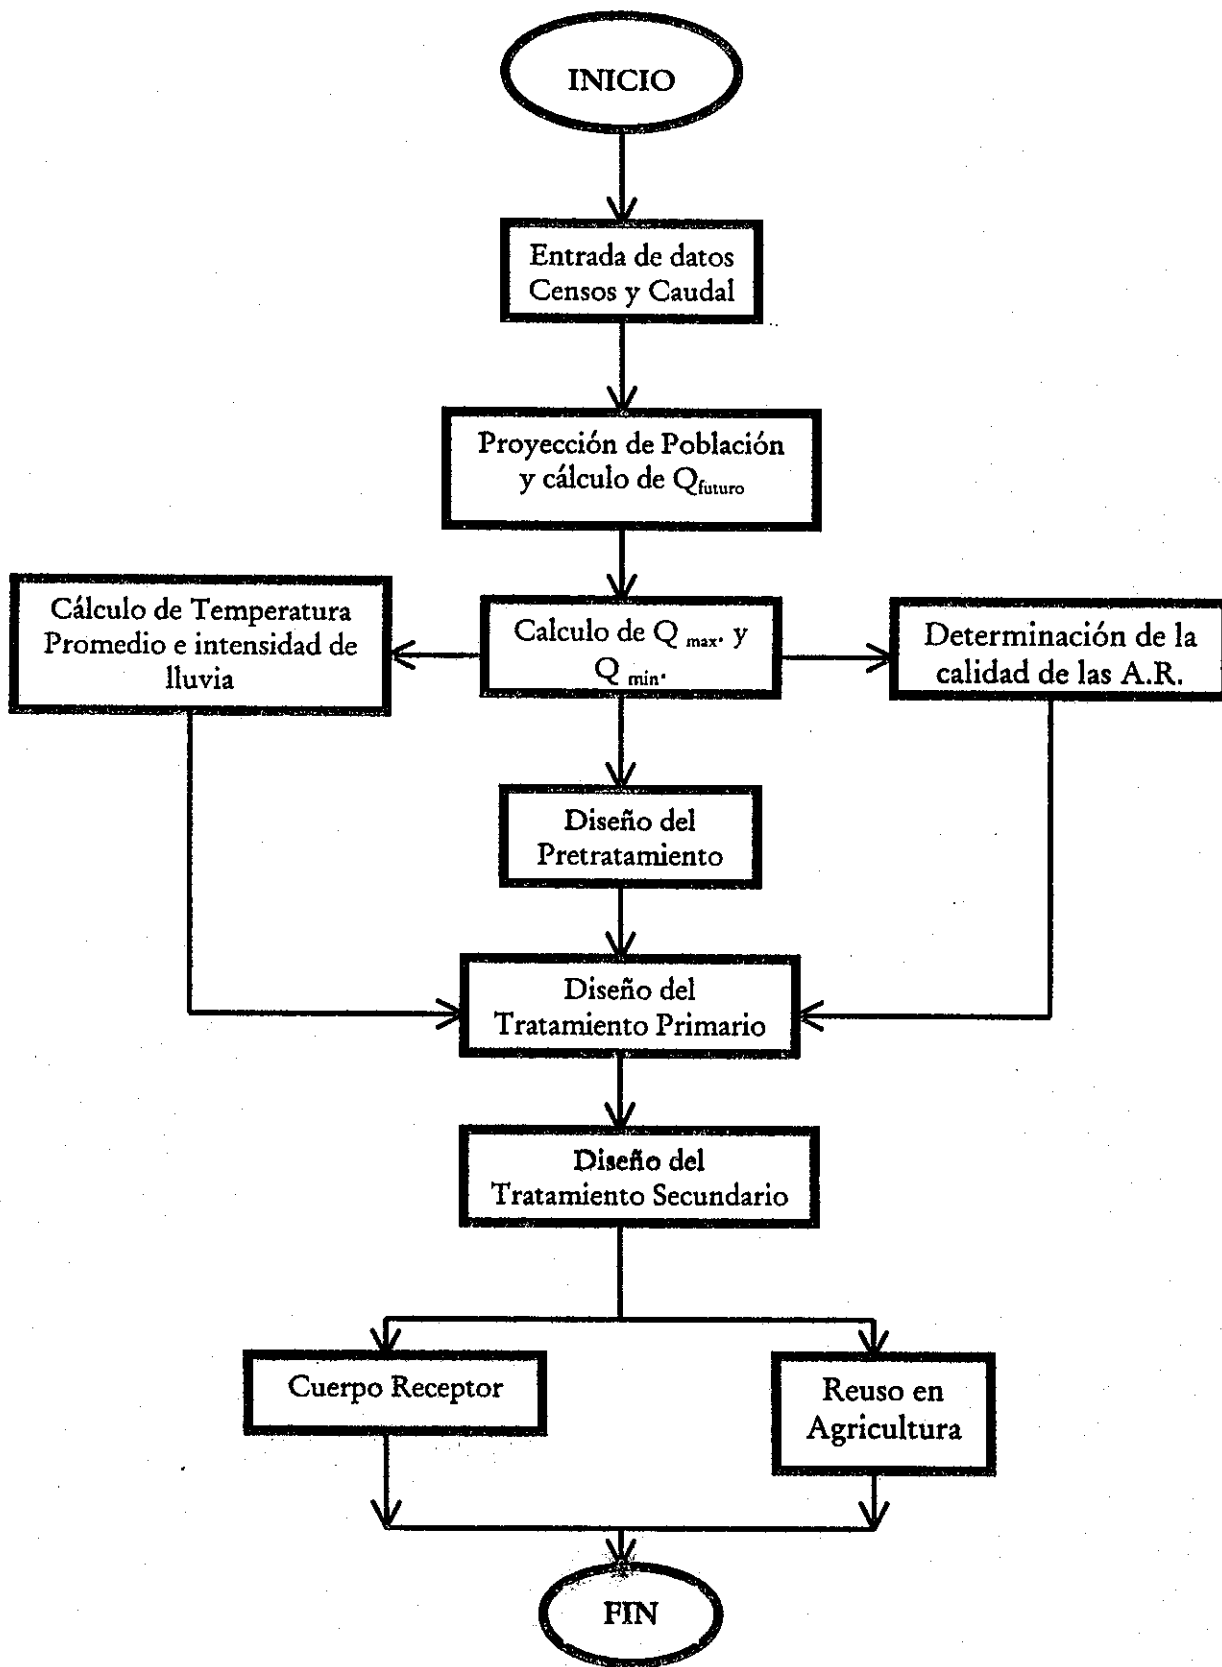 INICIO
Entrada de datos
Censos y Caudal
Proyección de Población
y cálculo de Qfuturo
Cálculo de Temperatura
Promedio e intensidad de
lluvia
Calculo de Q max. y
Q min.
Determinación de la
calidad de las A.R.
Diseño del
Pretratamiento
Diseño del
Tratamiento Primario
Diseño del
Tratamiento Secundario
Cuerpo Receptor
Reuso en
Agricultura
FIN